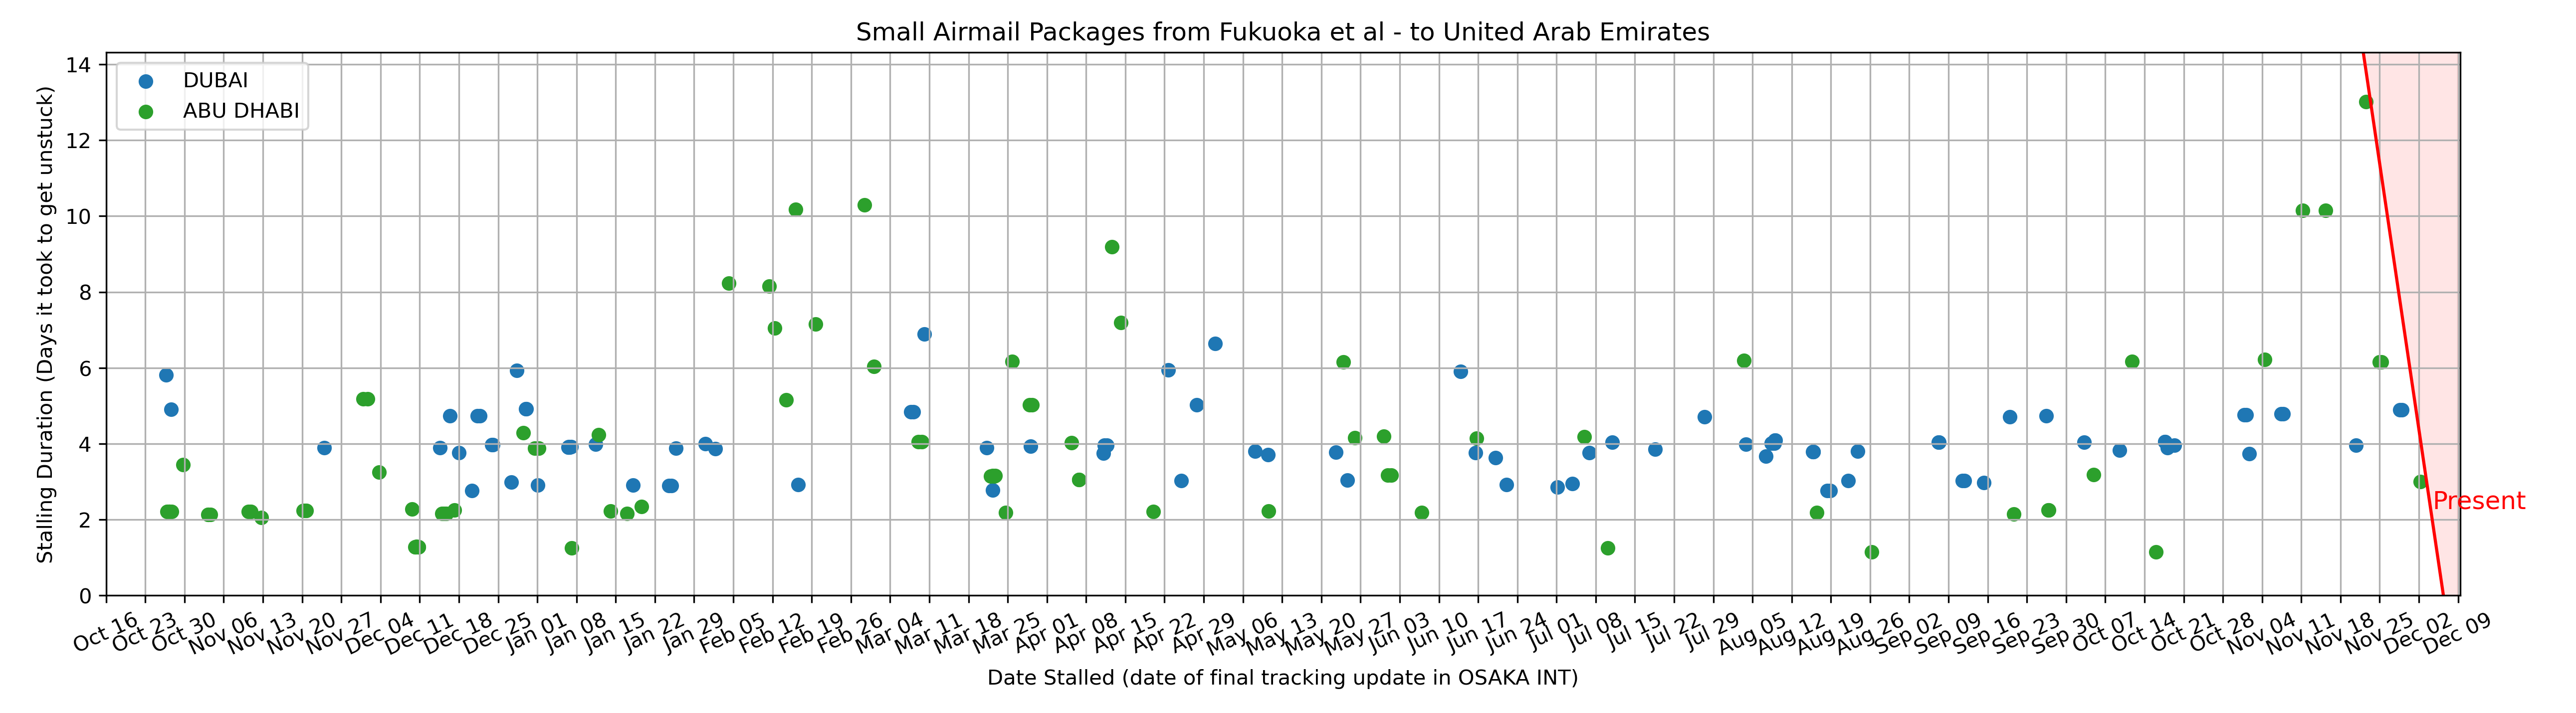 Small Airmail Packages from Fukuoka et al - to United Arab Emirates
Stalling Duration (Days it took to get unstuck)
14
12
10
8
6
4
2
0
DUBAI
ABU DHABI
Present
Oct 16
Oct 23
Oct 30
Nov 06
Nov 13
Nov 20
Nov 27
Dec 04
Dec 11
Dec 18
Dec 25
Jan 01
Jan 08
Jan 15
Jan 22
Jan 29
Feb 05
Feb 12
Feb 19
Feb 26
Mar 04
Mar 11
Mar 18
Mar 25
Apr 01
Apr 08
Apr 15
Apr 22
Apr 29
May 06
May 13
May 20
May 27
Jun 03
Jun 10
Jun 17
Jun 24
Jul 01
Jul 08
Jul 15
Jul 22
Jul 29
Aug 05
Aug 12
Aug 19
Aug 26
Sep 02
Sep 09
Sep 16
Sep 23
Sep 30
Oct 07
Oct 14
Oct 21
Oct 28
Nov 04
Nov 11
Nov 18
Nov 25
Dec 02
Dec 09
Date Stalled (date of final tracking update in OSAKA INT)